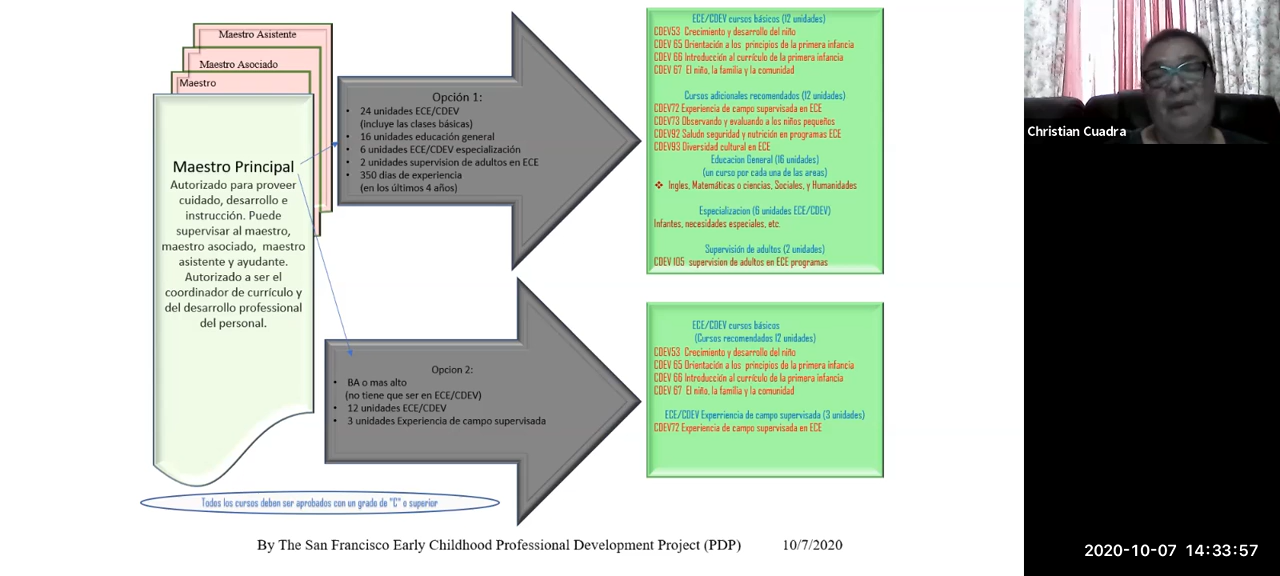 Maestro Asistente
Maestro Asociado
Maestro
Maestro Principal
Autorizado para proveer
cuidado, desarrollo e
instrucción. Puede
supervisar al maestro,
maestro asociado, maestro
asistente y ayudante.
Autorizado a ser el
coordinador de currículo y
del desarrollo professional
del personal.
Opción 1:
• 24 unidades ECE/CDEV
(incluye las clases básicas)
• 16 unidades educación general
• 6 unidades ECE/CDEV especialización
• 2 unidades supervision de adultos en ECE
• 350 dias de experiencia
(en los últimos 4 años)
ECE/CDEV cursos básicos (12 unidades)
CDEV53 Crecimiento y desarrollo del niño
CDEV 65 Orientación a los principios de la primera infancia
CDEV 66 Introducción al currículo de la primera infancia
CDEV 67 El niño, la familia y la comunidad
Cursos adicionales recomendados (12 unidades)
CDEV72 Experiencia de campo supervisada en ECE
CDEV73 Observando y evaluando a los niños pequeños
CDEV92 Saludn seguridad y nutrición en programas ECE
CDEV93 Diversidad cultural en ECE
Educacion General (16 unidades)
(un curso por cada una de las areas)
❖ Ingles, Matemáticas o ciencias, Sociales, y Humanidades
Especializacion (6 unidades ECE/CDEV)
Infantes, necesidades especiales, etc.
Supervisión de adultos (2 unidades)
CDEV 105 supervision de adultos en ECE programas
Opcion 2:
• BA o mas alto
(no tiene que ser en ECE/CDEV)
• 12 unidades ECE/CDEV
• 3 unidades Experiencia de campo supervisada
ECE/CDEV cursos básicos
(Cursos recomendados 12 unidades)
CDEV53 Crecimiento y desarrollo del niño
CDEV 65 Orientación a los principios de la primera infancia
CDEV 66 Introducción al currículo de la primera infancia
CDEV 67 El niño, la familia y la comunidad
ECE/CDEV Experriencia de campo supervisada (3 unidades)
CDEV72 Experiencia de campo supervisada en ECE
Todos los cursos deben ser aprobados con un grado de "C" o superior
By The San Francisco Early Childhood Professional Development Project (PDP) 10/7/2020
Christian Cuadra
2020-10-07 14:33:57